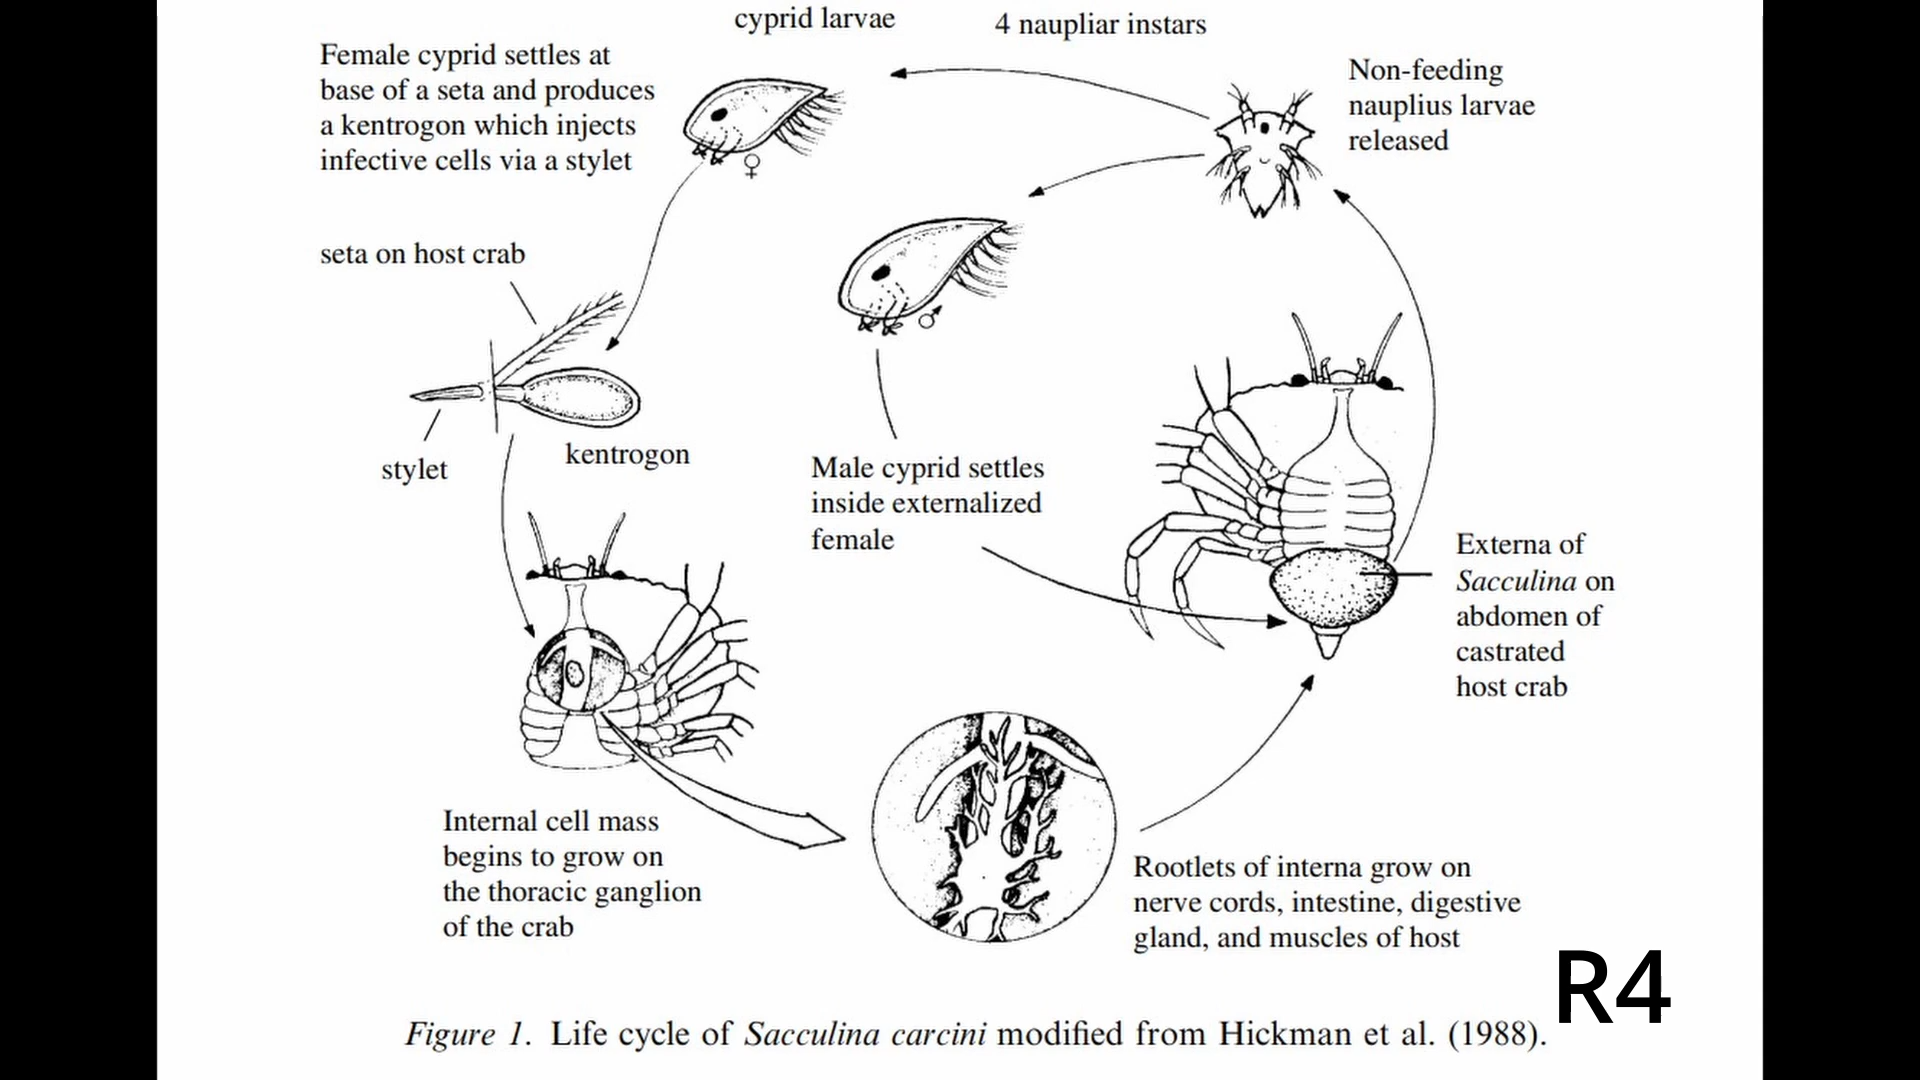 cyprid larvae
4 naupliar instars
Female cyprid settles at
base of a seta and produces
a kentrogon which injects
infective cells via a stylet
Non-feeding
nauplius larvae
released
♀
seta on host crab
♂
stylet
kentrogon
Male cyprid settles
inside externalized
female
Externa of
Sacculina on
abdomen of
castrated
host crab
Internal cell mass
begins to grow on
the thoracic ganglion
of the crab
Rootlets of interna grow on
nerve cords, intestine, digestive
gland, and muscles of host
R4
Figure 1. Life cycle of Sacculina carcini modified from Hickman et al. (1988).